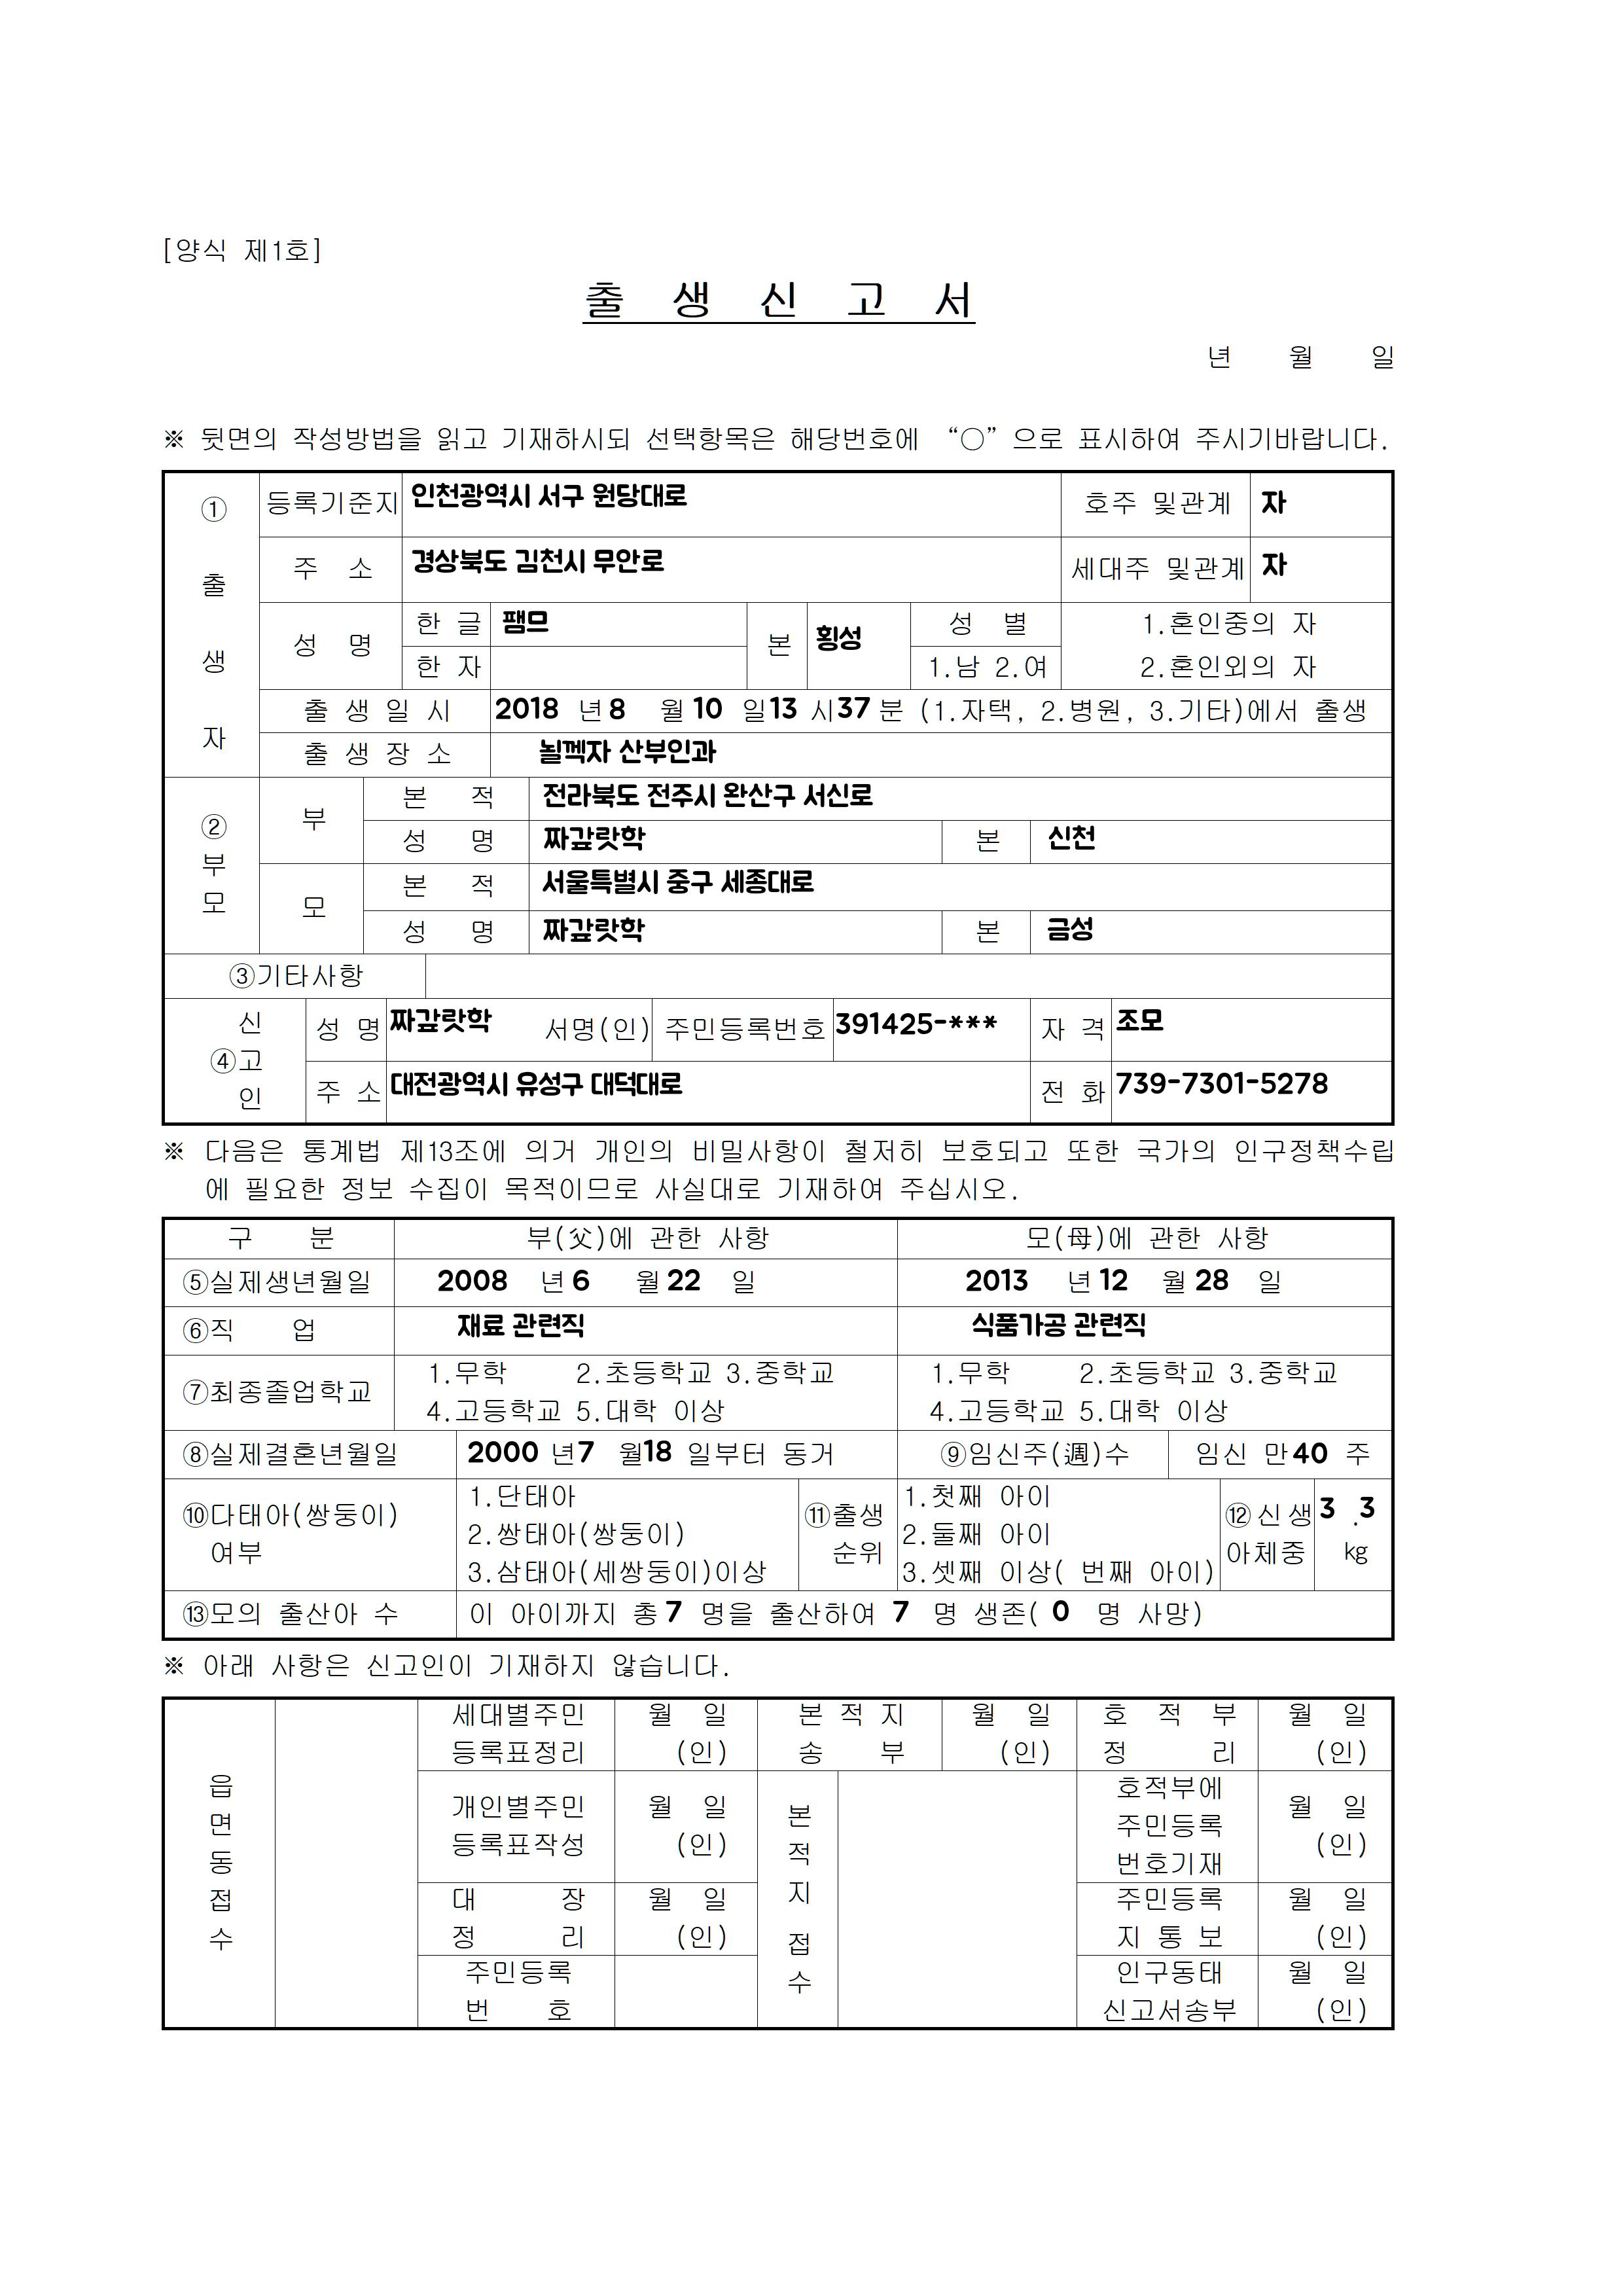 [양식 제1호]
출 생 신 고 서
년 월 일
※ 뒷면의 작성방법을 읽고 기재하시되 선택항목은 해당번호에 “○”으로 표시하여 주시기바랍니다.
① 출 생 자
등록기준지 인천광역시 서구 원당대로 호주 및관계 자
주 소 경상북도 김천시 무안로 세대주 및관계 자
성 명 한 글 팸므 본 횡성 성 별 1.혼인중의 자
한 자 1.남 2.여 2.혼인외의 자
출 생 일 시 2018 년 8 월 10 일 13 시 37 분 (1.자택, 2.병원, 3.기타)에서 출생
출 생 장 소 뇔껙자 산부인과
② 부 모
부 본 적 전라북도 전주시 완산구 서신로
성 명 짜갚랏학 본 신천
모 본 적 서울특별시 중구 세종대로
성 명 짜갚랏학 본 금성
③기타사항
④ 신 고 인
성 명 짜갚랏학 서명(인) 주민등록번호 391425-*** 자 격 조모
주 소 대전광역시 유성구 대덕대로 전 화 739-7301-5278
※ 다음은 통계법 제13조에 의거 개인의 비밀사항이 철저히 보호되고 또한 국가의 인구정책수립
에 필요한 정보 수집이 목적이므로 사실대로 기재하여 주십시오.
구 분 부(父)에 관한 사항 모(母)에 관한 사항
⑤실제생년월일 2008 년 6 월 22 일 2013 년 12 월 28 일
⑥직 업 재료 관련직 식품가공 관련직
⑦최종졸업학교
1.무학 2.초등학교 3.중학교 1.무학 2.초등학교 3.중학교
4.고등학교 5.대학 이상 4.고등학교 5.대학 이상
⑧실제결혼년월일 2000 년 7 월 18 일부터 동거 ⑨임신주(週)수 임신 만 40 주
⑩다태아(쌍둥이) 여부
1.단태아
2.쌍태아(쌍둥이)
3.삼태아(세쌍둥이)이상
⑪출생 순위
1.첫째 아이
2.둘째 아이
3.셋째 이상( 번째 아이)
⑫신생 아체중
3 .3
kg
⑬모의 출산아 수 이 아이까지 총 7 명을 출산하여 7 명 생존( 0 명 사망)
※ 아래 사항은 신고인이 기재하지 않습니다.
읍 면 동 접 수
세대별주민 등록표정리 월 일 (인)
본 적 지 송 부 월 일 (인)
호 적 부 정 리 월 일 (인)
개인별주민 등록표작성 월 일 (인)
본 적 지 접 수
호적부에 주민등록 번호기재 월 일 (인)
대 장 정 리 월 일 (인)
주민등록 지 통 보 월 일 (인)
주민등록 번 호
인구동태 신고서송부 월 일 (인)